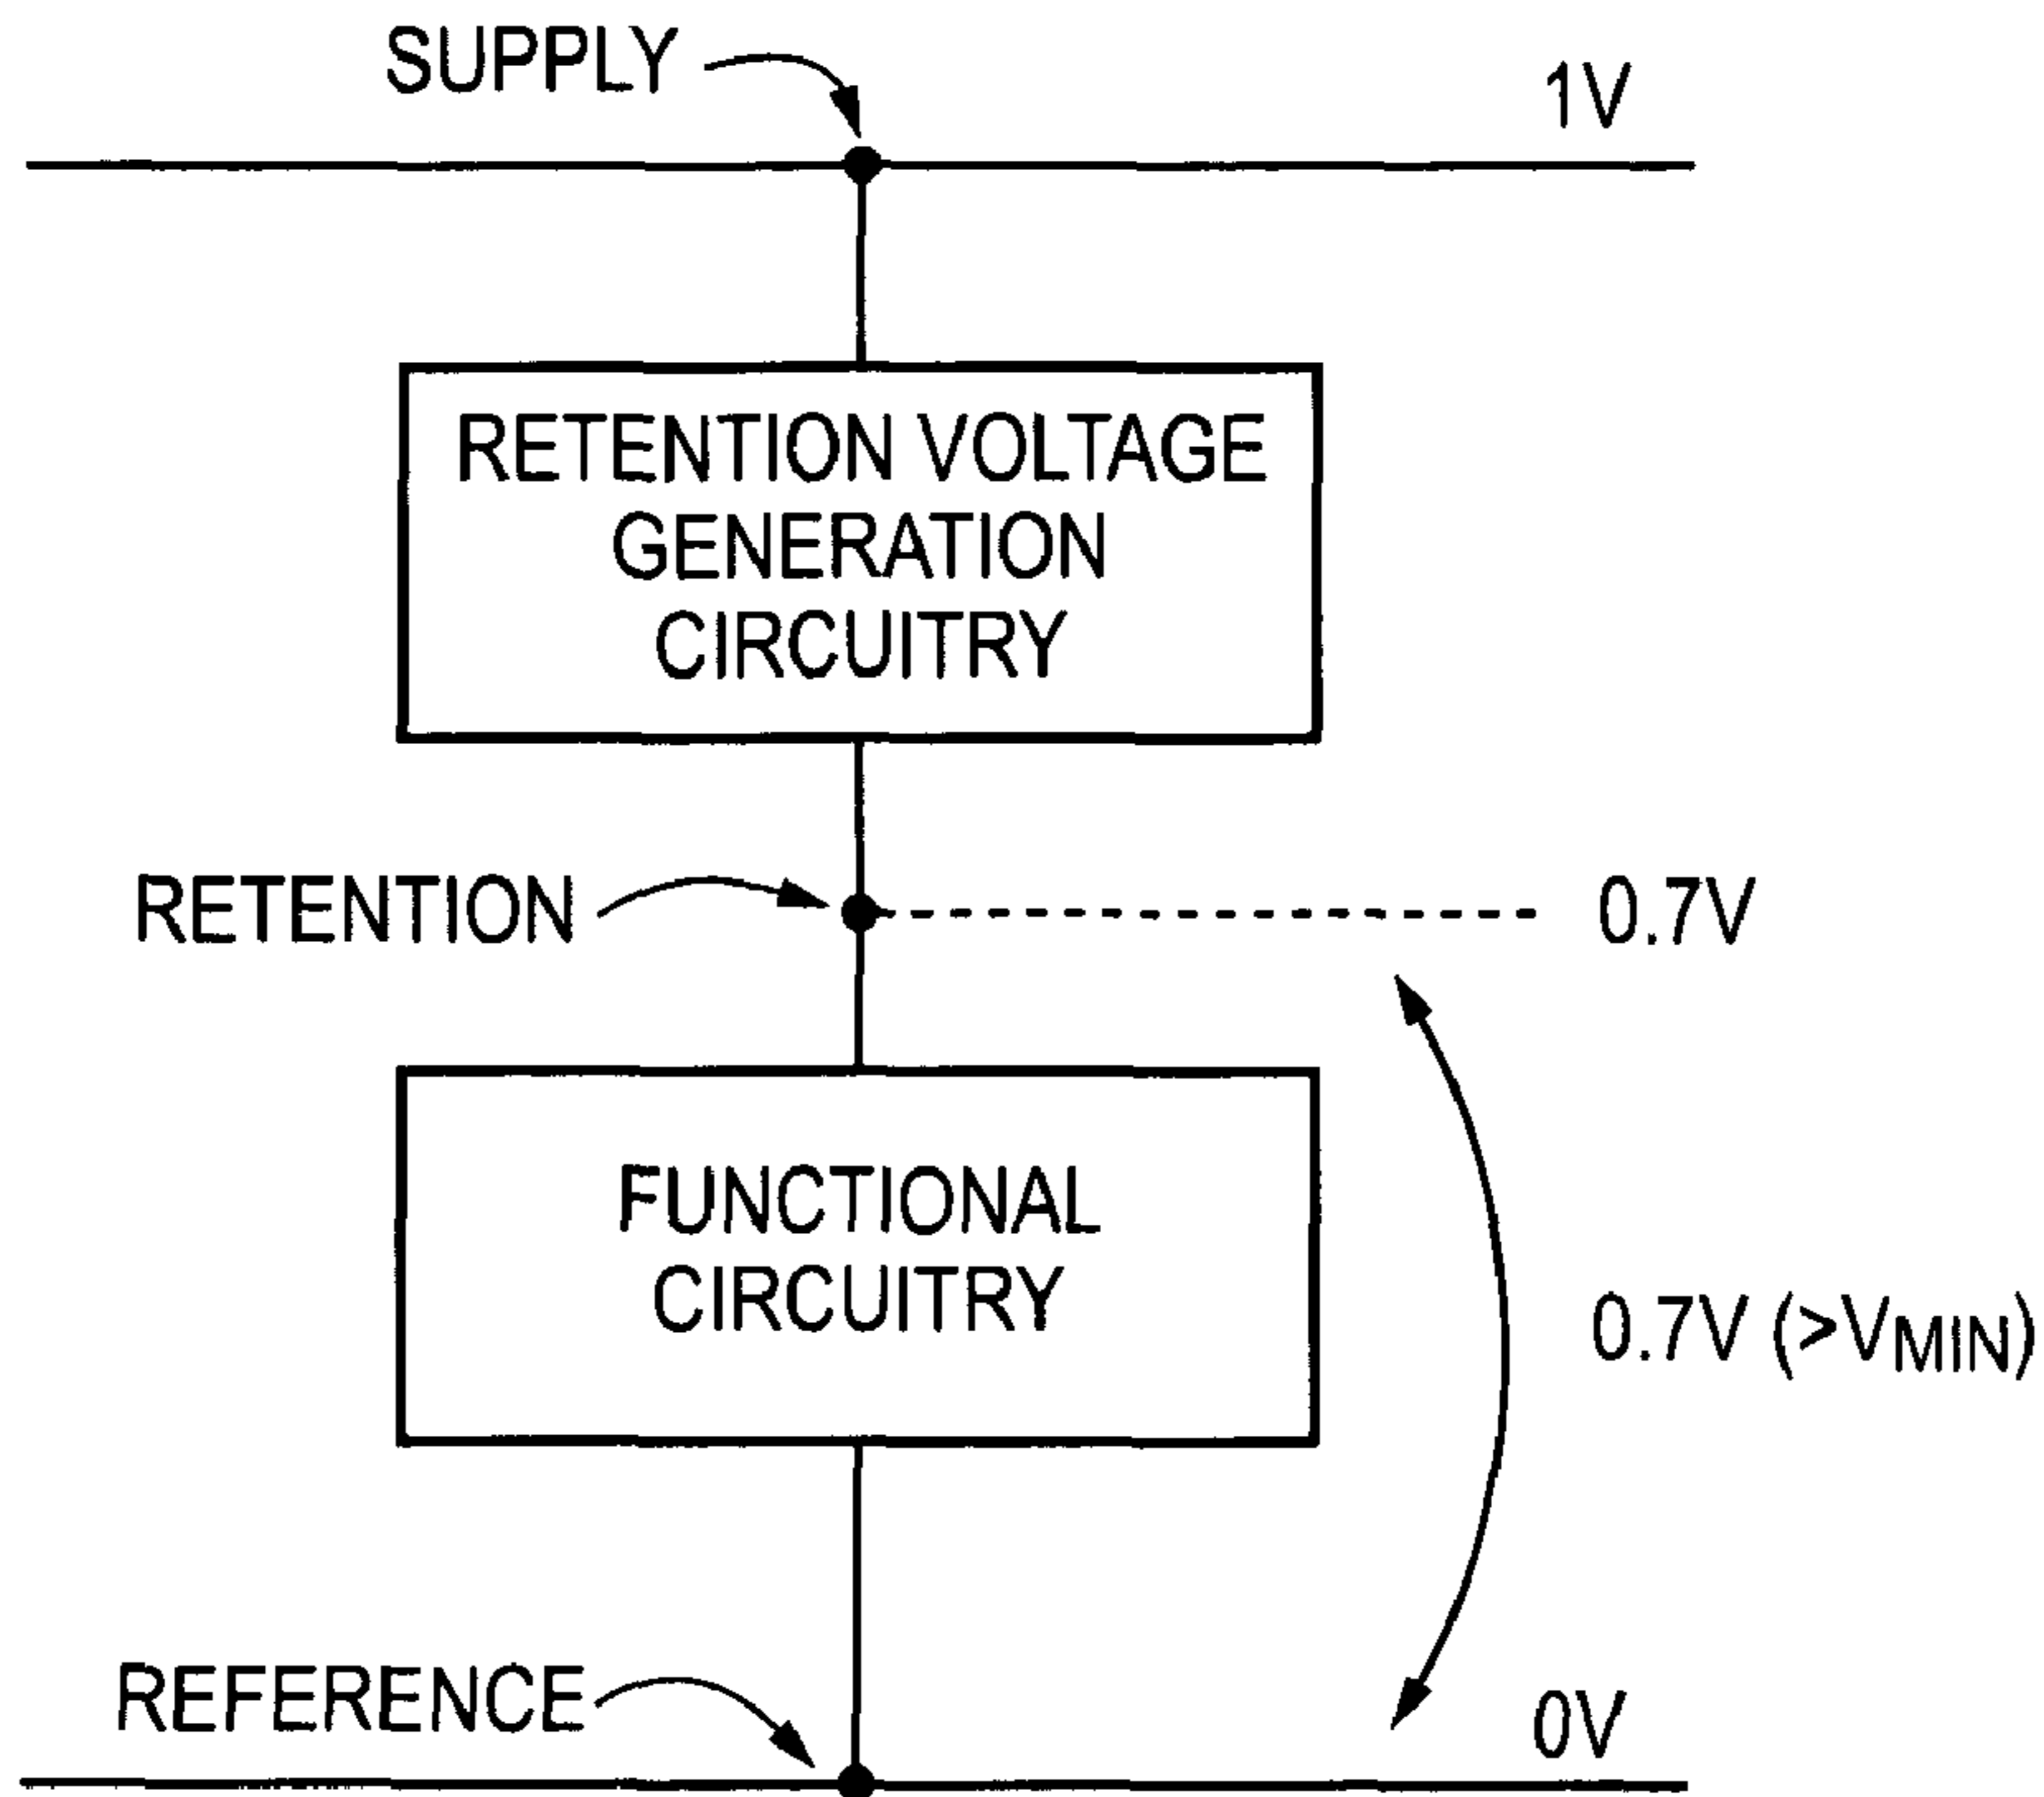 SUPPLY
1V
RETENTION VOLTAGE
GENERATION
CIRCUITRY
RETENTION
0.7V
FUNCTIONAL
CIRCUITRY
0.7V (>VMIN)
REFERENCE
0V